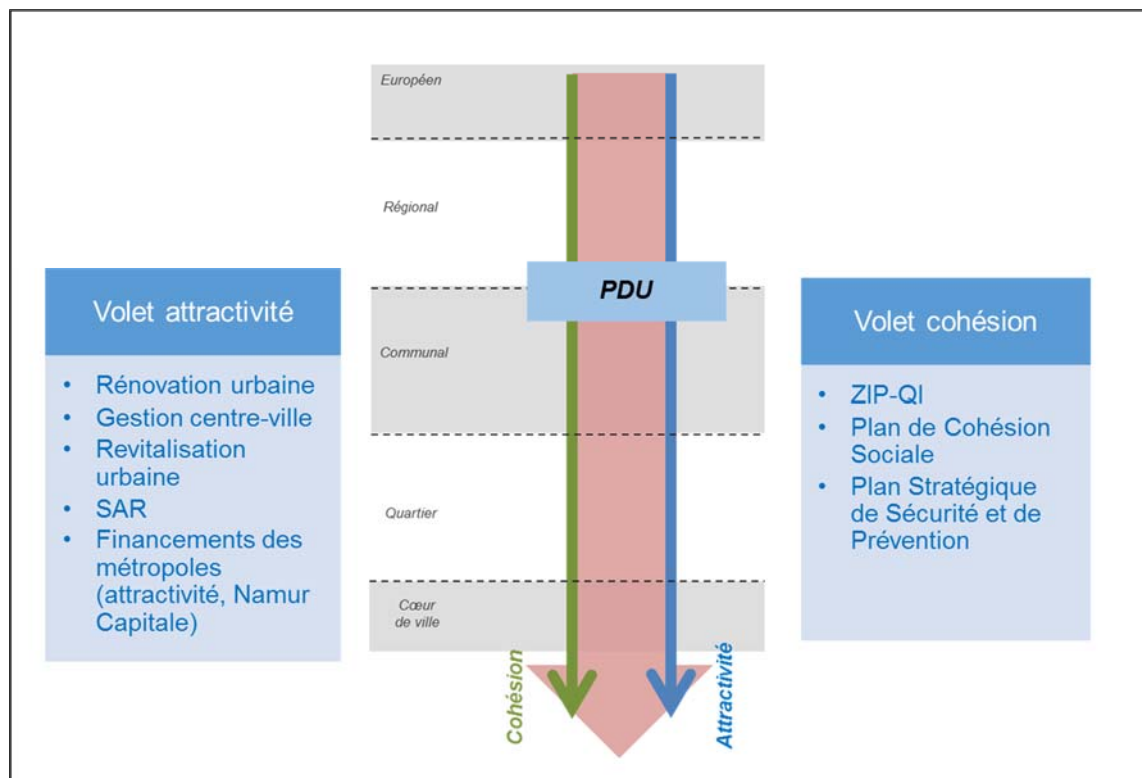 Européen
Régional
PDU
Communal
Quartier
Cœur
de ville
Cohésion
Attractivité
Volet attractivité
• Rénovation urbaine
• Gestion centre-ville
• Revitalisation
urbaine
• SAR
• Financements des
métropoles
(attractivité, Namur
Capitale)
Volet cohésion
• ZIP-QI
• Plan de Cohésion
Sociale
• Plan Stratégique
de Sécurité et de
Prévention